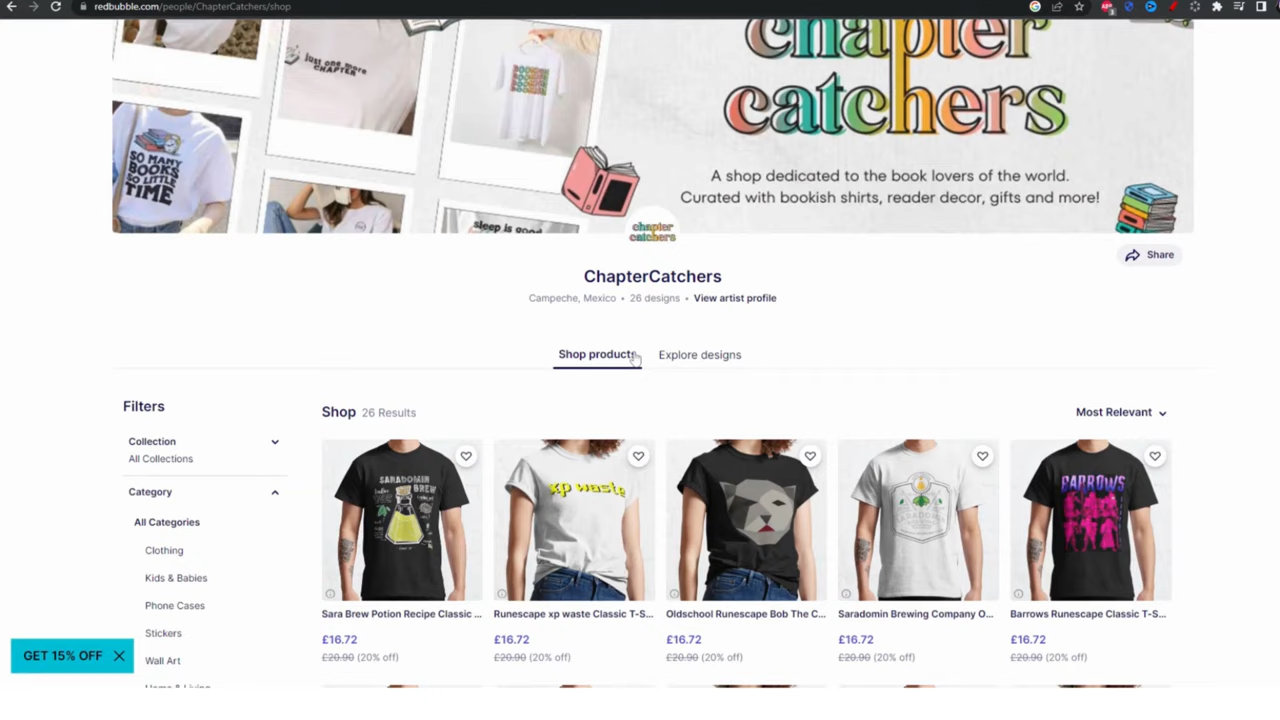 redbubble.com/people/ChapterCatchers/shop
just one more
CHAPTER
SO MANY
BOOKS
SO LITTLE
TIME
sleep is good
chapter
catchers
A shop dedicated to the book lovers of the world.
Curated with bookish shirts, reader decor, gifts and more!
chapter
catchers
Share
ChapterCatchers
Campeche, Mexico • 26 designs • View artist profile
Shop products
Explore designs
Filters
Shop 26 Results
Most Relevant
Collection
All Collections
Category
All Categories
Clothing
Kids & Babies
Phone Cases
Stickers
Wall Art
Home & Living
SARADOMIN
BREW
xp waste
BARROWS
Sara Brew Potion Recipe Classic ...
Runescape xp waste Classic T-S...
Oldschool Runescape Bob The C...
Saradomin Brewing Company O...
Barrows Runescape Classic T-S...
£16.72
£16.72
£16.72
£16.72
£16.72
£20.90 (20% off)
£20.90 (20% off)
£20.90 (20% off)
£20.90 (20% off)
£20.90 (20% off)
GET 15% OFF